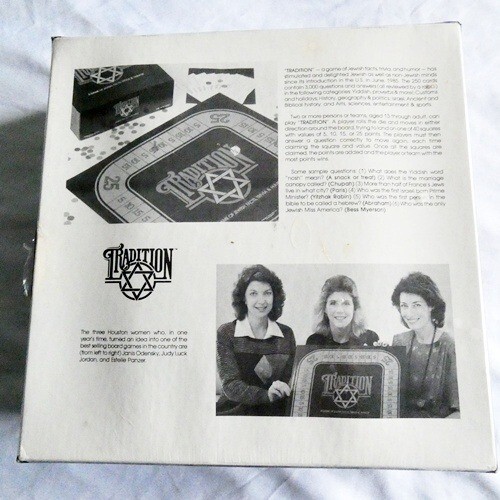 "TRADITION" — a game of Jewish facts, trivia, and humor — has
stimulated and delighted Jewish as well as non-Jewish minds
since its introduction in the U.S. in June, 1985. The 250 cards
contain 3,000 questions and answers (all reviewed by a rabbi)
in the following categories: Yiddish, proverbs & music, customs
and holidays, history, geography & politics, Israel, Ancient and
Biblical history, and Arts, sciences, entertainment & sports.
Two or more persons or teams, aged 13 through adult, can
play "TRADITION". A player rolls the die and moves in either
direction around the board, trying to land on one of 40 squares
with values of 5, 10, 15, or 25 points. The players must then
answer a question correctly to move again, each time
claiming the square and value. Once all the squares are
claimed, the points are added and the player or team with the
most points wins.
Some sample questions: (1) What does the Yiddish word
"nosh" mean? (A snack or treat) (2) What is the marriage
canopy called? (Chupah) (3) More than half of France's Jews
live in what city? (Paris) (4) Who was the first Israeli born Prime
Minister? (Yitzhak Rabin) (5) Who was the first person in the
bible to be called a hebrew? (Abraham) (6) Who was the only
Jewish Miss America? (Bess Myerson).
25
TRADITION
25
TRADITION
The three Houston women who, in one
year's time, turned an idea into one of the
best selling board games in the country are
(from left to right) Janis Odensky, Judy Luck
Jordan, and Estelle Panzer.
TRADITION